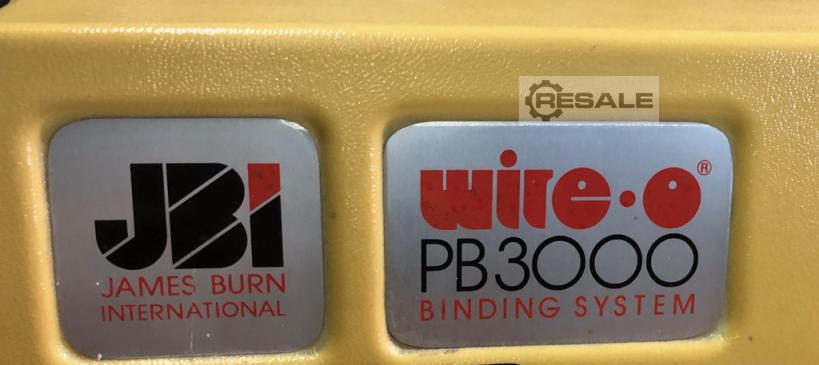 RESALE
JBI
JAMES BURN
INTERNATIONAL
wire-o®
PB3000
BINDING SYSTEM